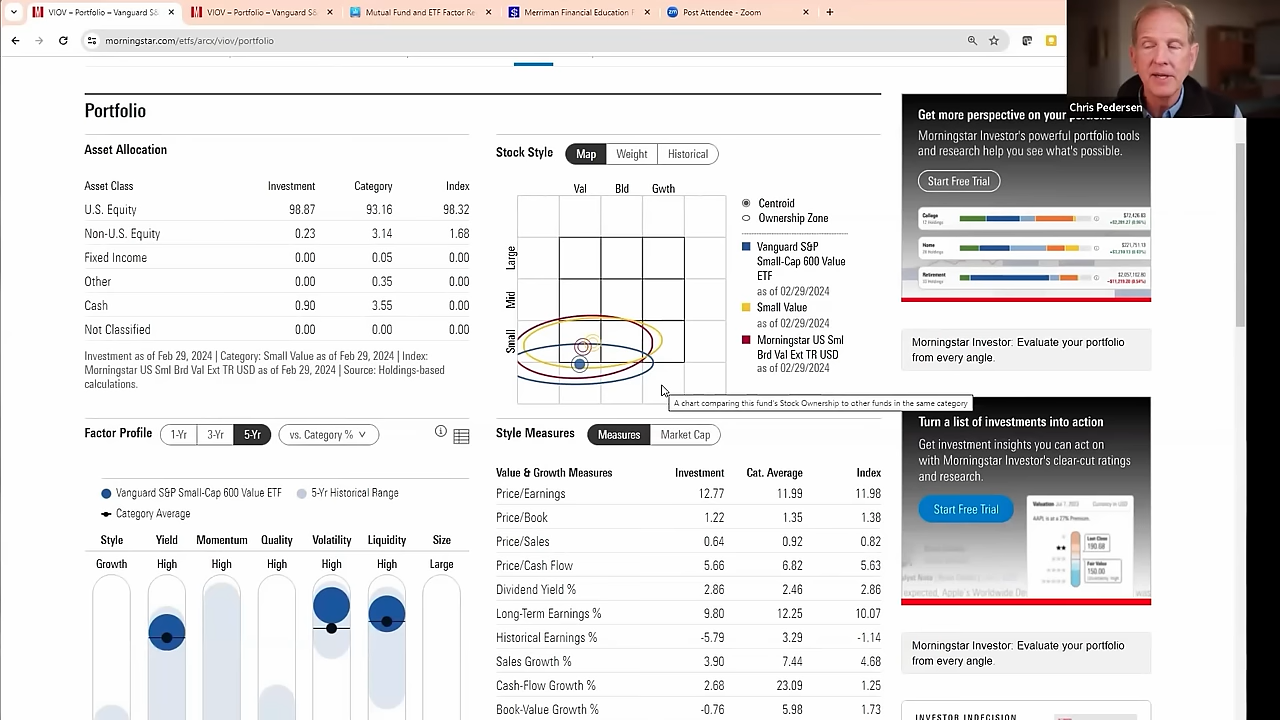 VIOV – Portfolio – Vanguard S&
VIOV – Portfolio – Vanguard S&
Mutual Fund and ETF Factor Re
Merriman Financial Education F
Post Attendee - Zoom
morningstar.com/etfs/arcx/viov/portfolio
Chris Pedersen
Portfolio
Asset Allocation
Asset Class Investment Category Index
U.S. Equity 98.87 93.16 98.32
Non-U.S. Equity 0.23 3.14 1.68
Fixed Income 0.00 0.05 0.00
Other 0.00 0.35 0.00
Cash 0.90 3.55 0.00
Not Classified 0.00 0.00 0.00
Investment as of Feb 29, 2024 | Category: Small Value as of Feb 29, 2024 | Index:
Morningstar US Sml Brd Val Ext TR USD as of Feb 29, 2024 | Source: Holdings-based
calculations.
Stock Style Map Weight Historical
Val Bld Gwth
Large
Mid
Small
Centroid
Ownership Zone
Vanguard S&P
Small-Cap 600 Value
ETF
as of 02/29/2024
Small Value
as of 02/29/2024
Morningstar US Sml
Brd Val Ext TR USD
as of 02/29/2024
A chart comparing this fund's Stock Ownership to other funds in the same category
Factor Profile 1-Yr 3-Yr 5-Yr vs. Category %
Vanguard S&P Small-Cap 600 Value ETF 5-Yr Historical Range
Category Average
Style Yield Momentum Quality Volatility Liquidity Size
Growth High High High High High Large
Style Measures Measures Market Cap
Value & Growth Measures Investment Cat. Average Index
Price/Earnings 12.77 11.99 11.98
Price/Book 1.22 1.35 1.38
Price/Sales 0.64 0.92 0.82
Price/Cash Flow 5.66 6.82 5.63
Dividend Yield % 2.86 2.46 2.86
Long-Term Earnings % 9.80 12.25 10.07
Historical Earnings % -5.79 3.29 -1.14
Sales Growth % 3.90 7.44 4.68
Cash-Flow Growth % 2.68 23.09 1.25
Book-Value Growth % -0.76 5.98 1.73
Get more perspective on your
Morningstar Investor's powerful portfolio tools
and research help you see what's possible.
Start Free Trial
College
Home
Retirement
Morningstar Investor: Evaluate your portfolio
from every angle.
Turn a list of investments into action
Get investment insights you can act on
with Morningstar Investor's clear-cut ratings
and research.
Start Free Trial
Valuation
Last Close
190.68
Fair Value
150.00
Morningstar Investor: Evaluate your portfolio
from every angle.
INVESTOR INDECISION